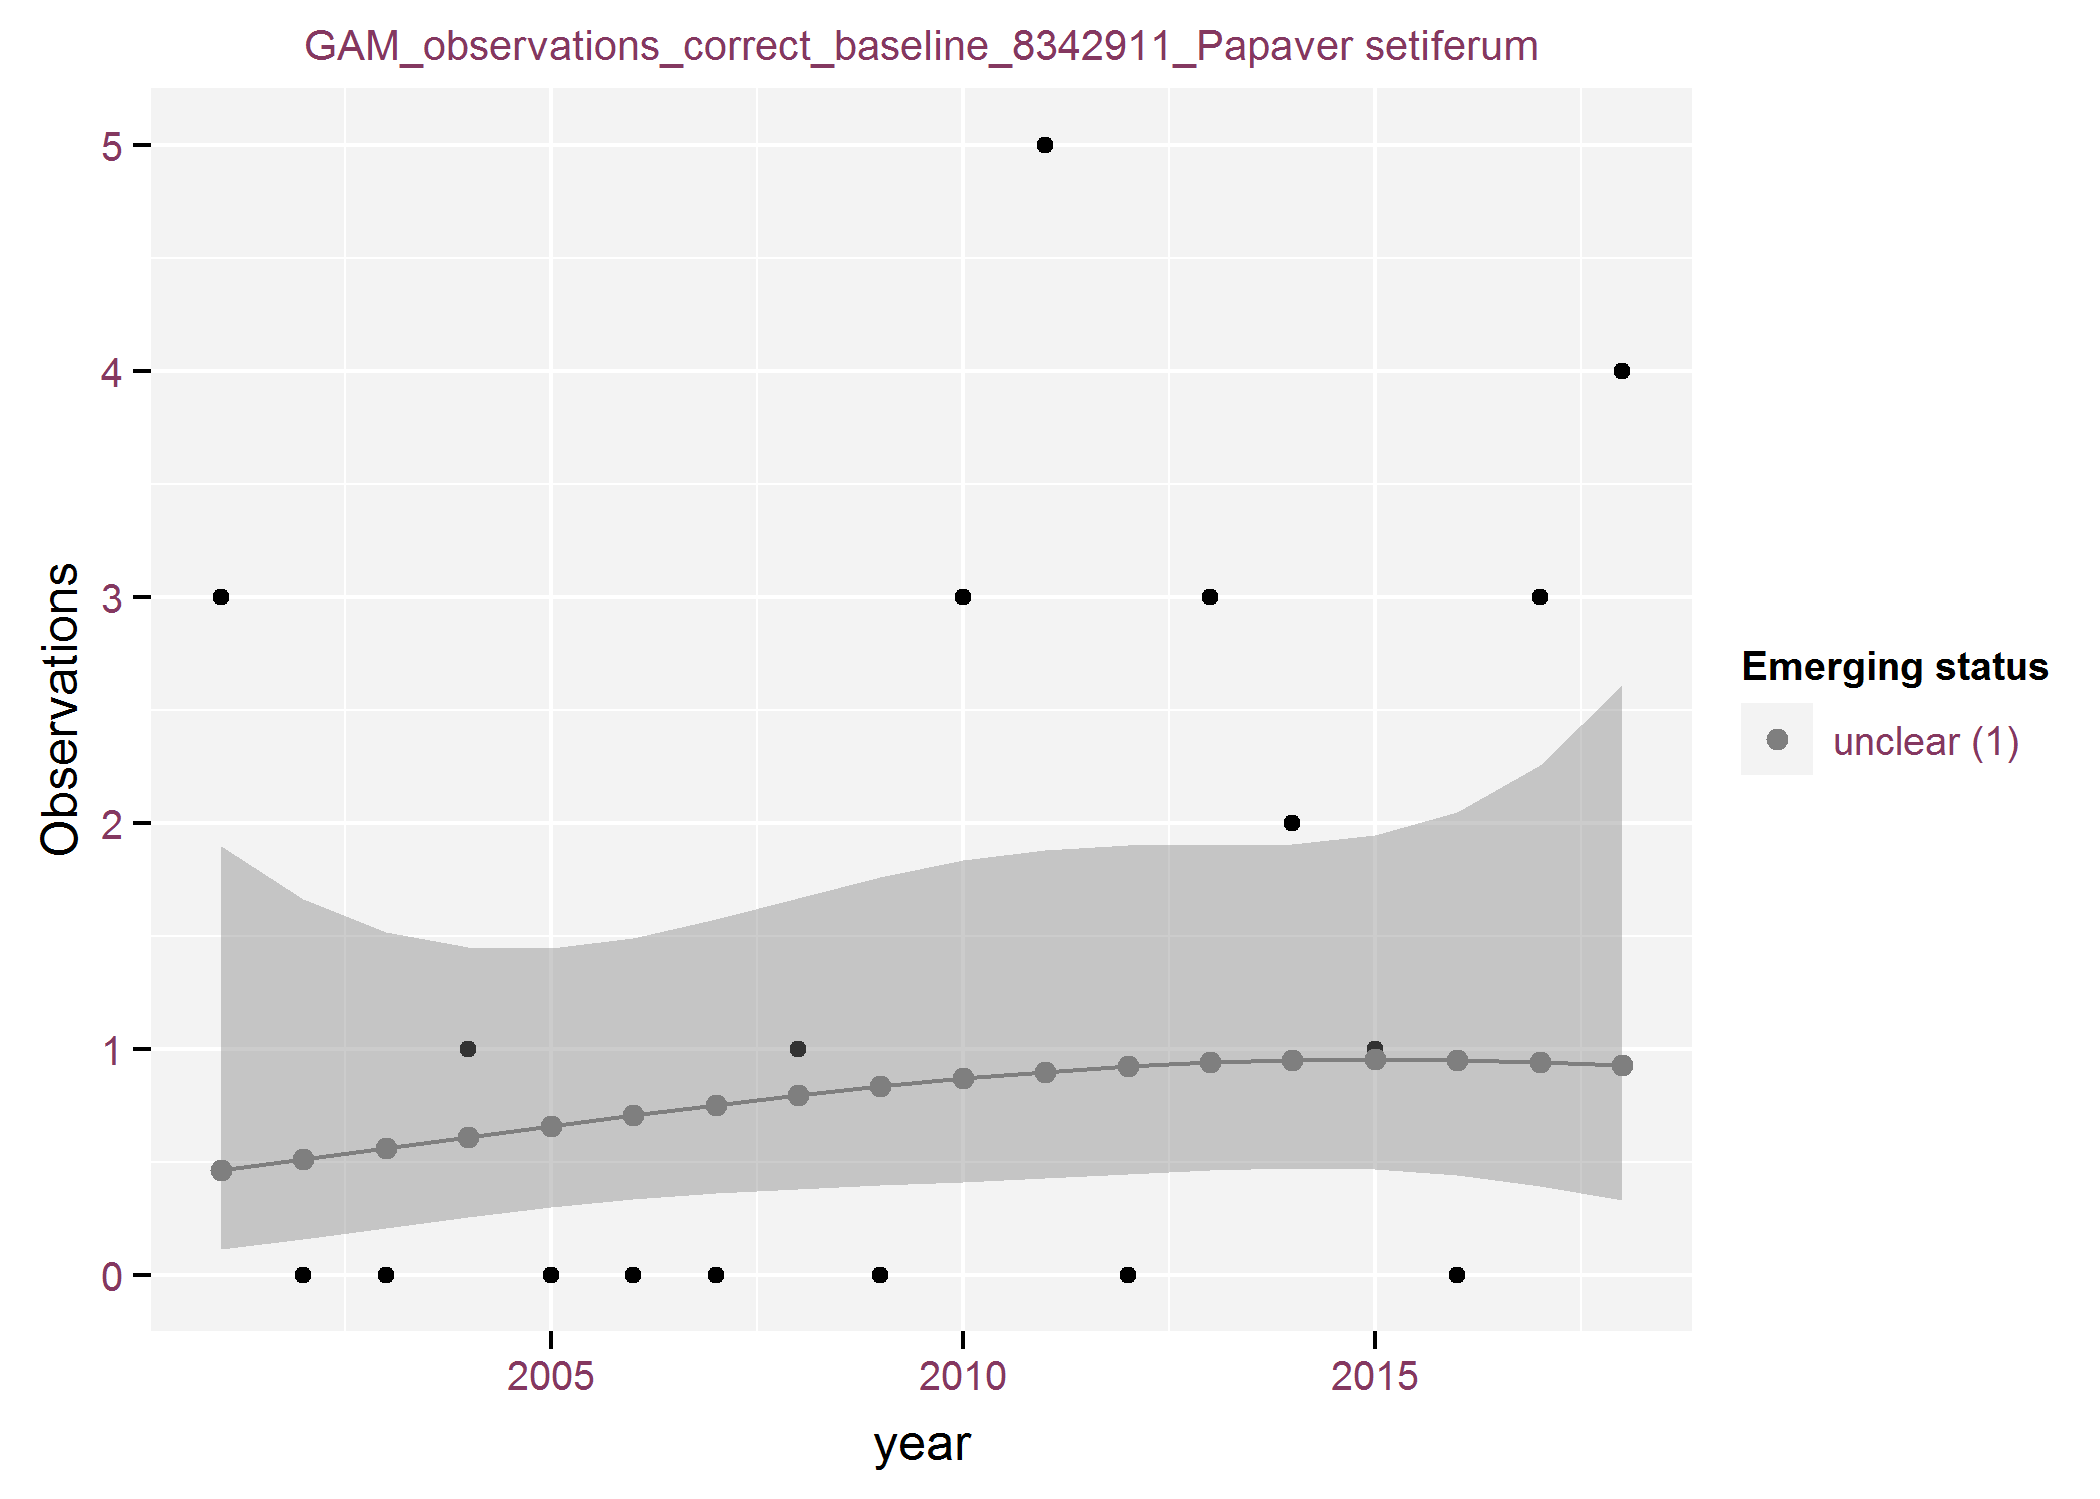 GAM_observations_correct_baseline_8342911_Papaver setiferum
5
4
3
2
1
0
Observations
2005 2010 2015
year
Emerging status
unclear (1)